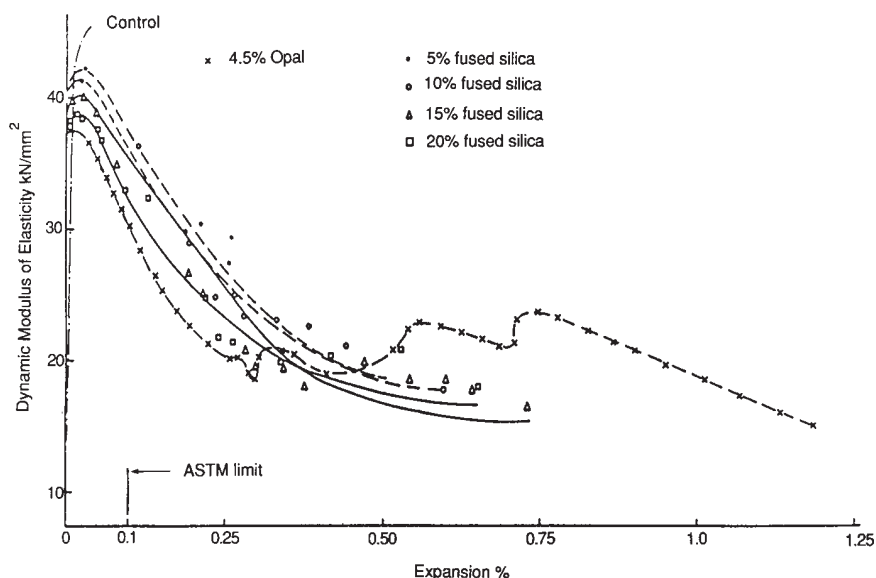 Control
× 4.5% Opal
• 5% fused silica
○ 10% fused silica
△ 15% fused silica
□ 20% fused silica
Dynamic Modulus of Elasticity kN/mm²
40
30
20
10
ASTM limit
0 0.1 0.25 0.50 0.75 1.0 1.25
0
Expansion %